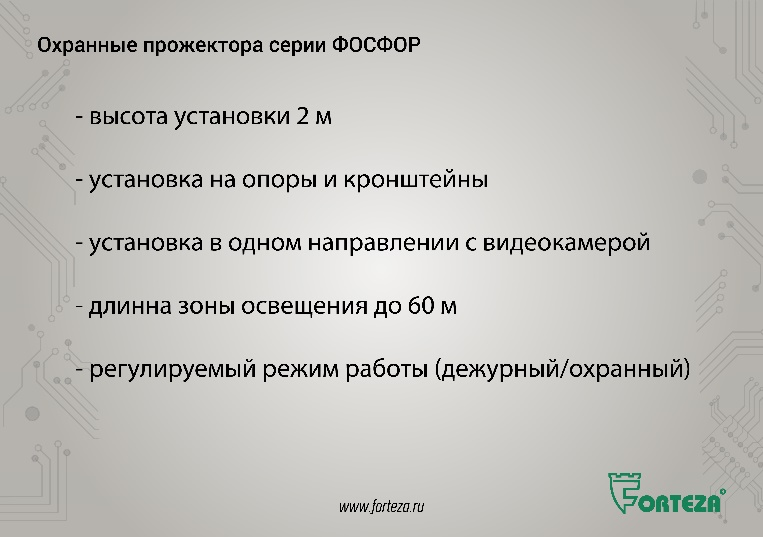 Охранные прожектора серии ФОСФОР
- высота установки 2 м
- установка на опоры и кронштейны
- установка в одном направлении с видеокамерой
- длинна зоны освещения до 60 м
- регулируемый режим работы (дежурный/охранный)
www.forteza.ru
FORTEZA